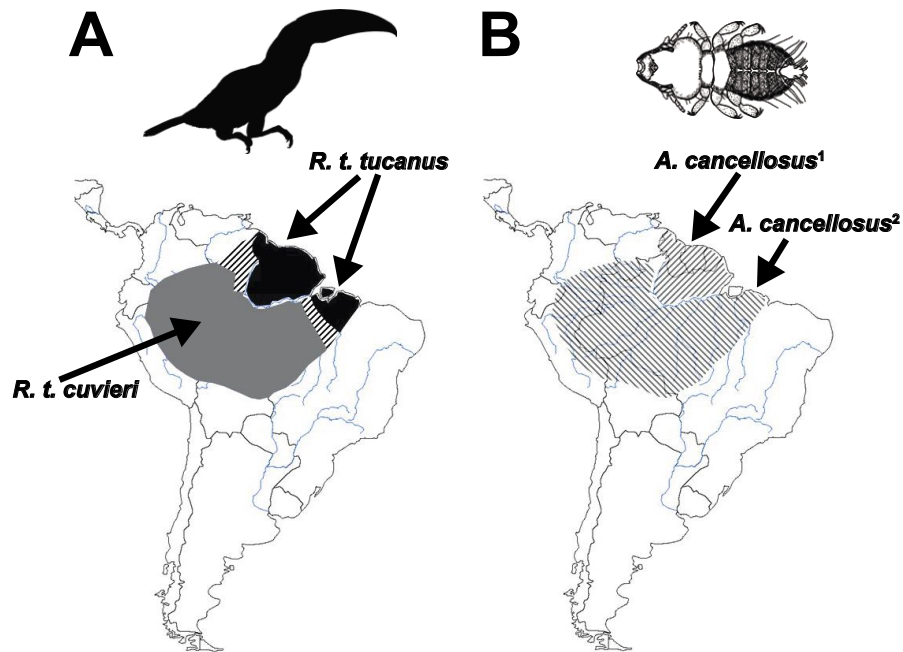 A
B
R. t. tucanus
A. cancellosus¹
A. cancellosus²
R. t. cuvieri